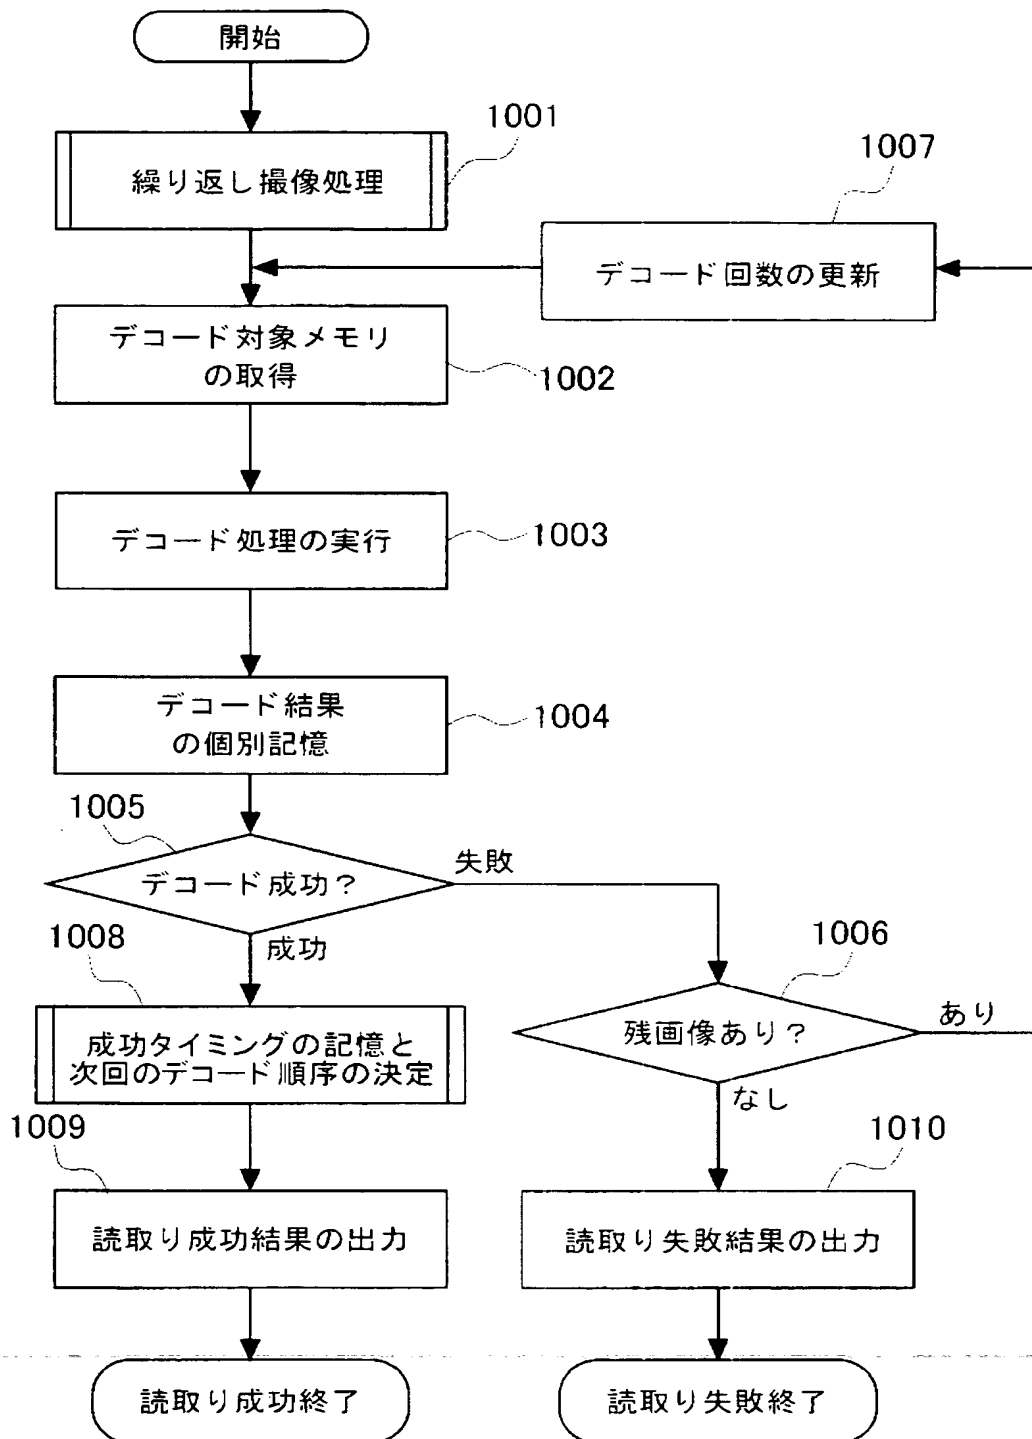 開始
1001
繰り返し撮像処理
1007
デコード回数の更新
デコード対象メモリ
の取得
1002
デコード処理の実行
1003
デコード結果
の個別記憶
1004
1005
デコード成功？
失敗
成功
1006
残画像あり？
あり
なし
1008
成功タイミングの記憶と
次回のデコード順序の決定
1009
読取り成功結果の出力
1010
読取り失敗結果の出力
読取り成功終了
読取り失敗終了